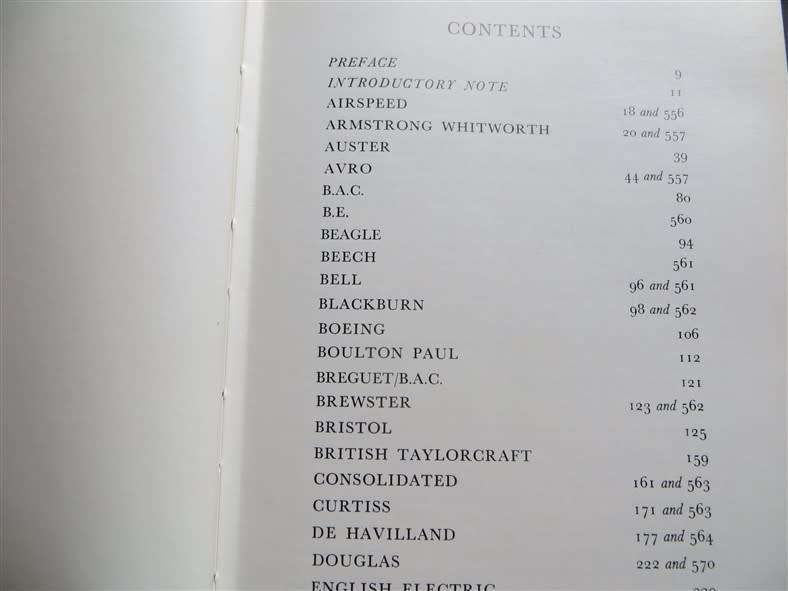 CONTENTS
PREFACE 9
INTRODUCTORY NOTE 11
AIRSPEED 18 and 556
ARMSTRONG WHITWORTH 20 and 557
AUSTER 39
AVRO 44 and 557
B.A.C. 80
B.E. 560
BEAGLE 94
BEECH 561
BELL 96 and 561
BLACKBURN 98 and 562
BOEING 106
BOULTON PAUL 112
BREGUET/B.A.C. 121
BREWSTER 123 and 562
BRISTOL 125
BRITISH TAYLORCRAFT 159
CONSOLIDATED 161 and 563
CURTISS 171 and 563
DE HAVILLAND 177 and 564
DOUGLAS 222 and 570
ENGLISH ELECTRIC